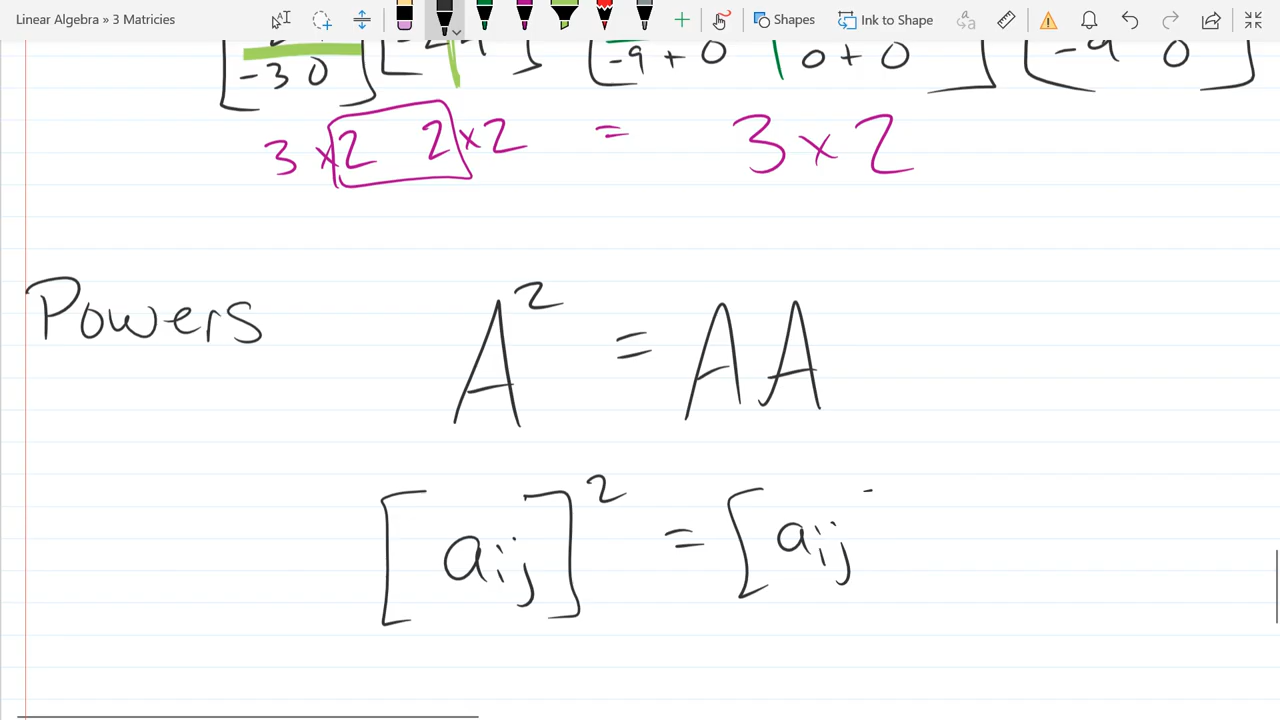 Linear Algebra » 3 Matricies
Shapes
Ink to Shape
-3 0
-9 + 0 0 + 0
-9 0
3 × 2 2 × 2 = 3 × 2
Powers
A² = AA
[aij]² = [aij